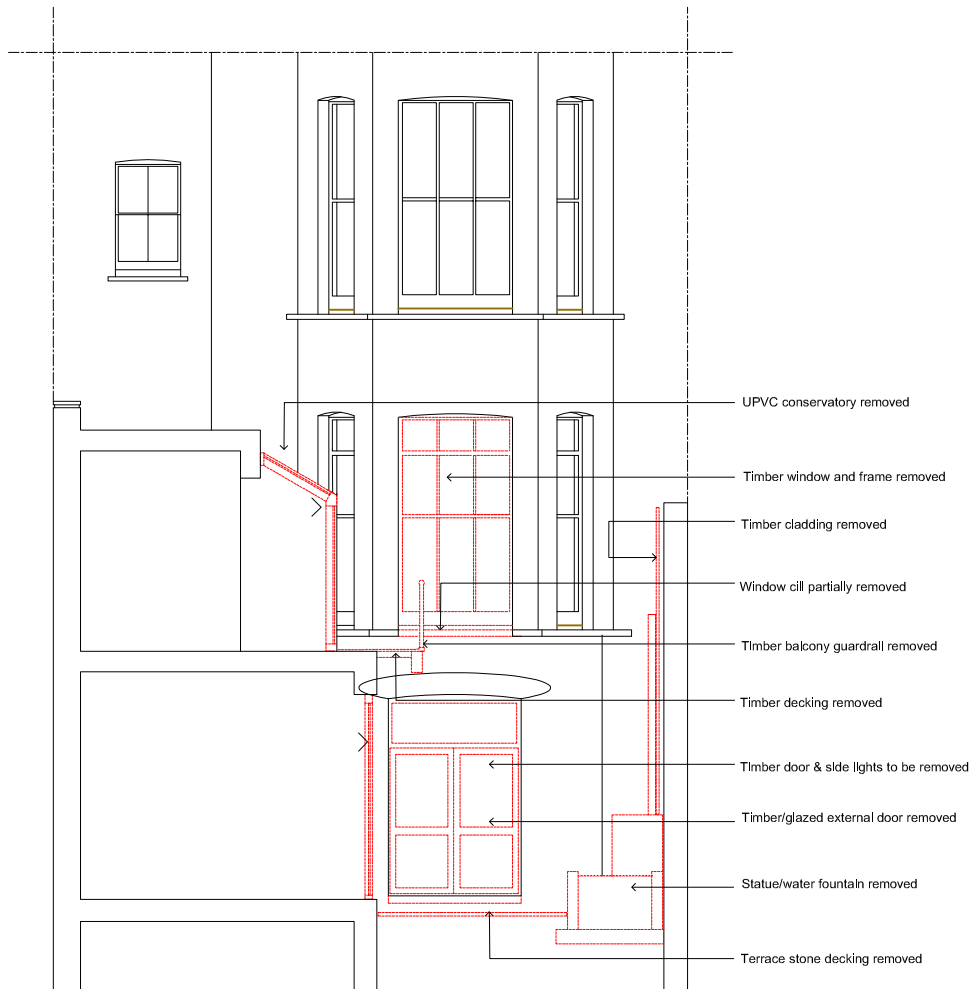 UPVC conservatory removed
Timber window and frame removed
Timber cladding removed
Window cill partially removed
TImber balcony guardrall removed
Timber decking removed
TImber door & sIde lIghts to be removed
Timber/glazed external door removed
Statue/water fountain removed
Terrace stone decking removed